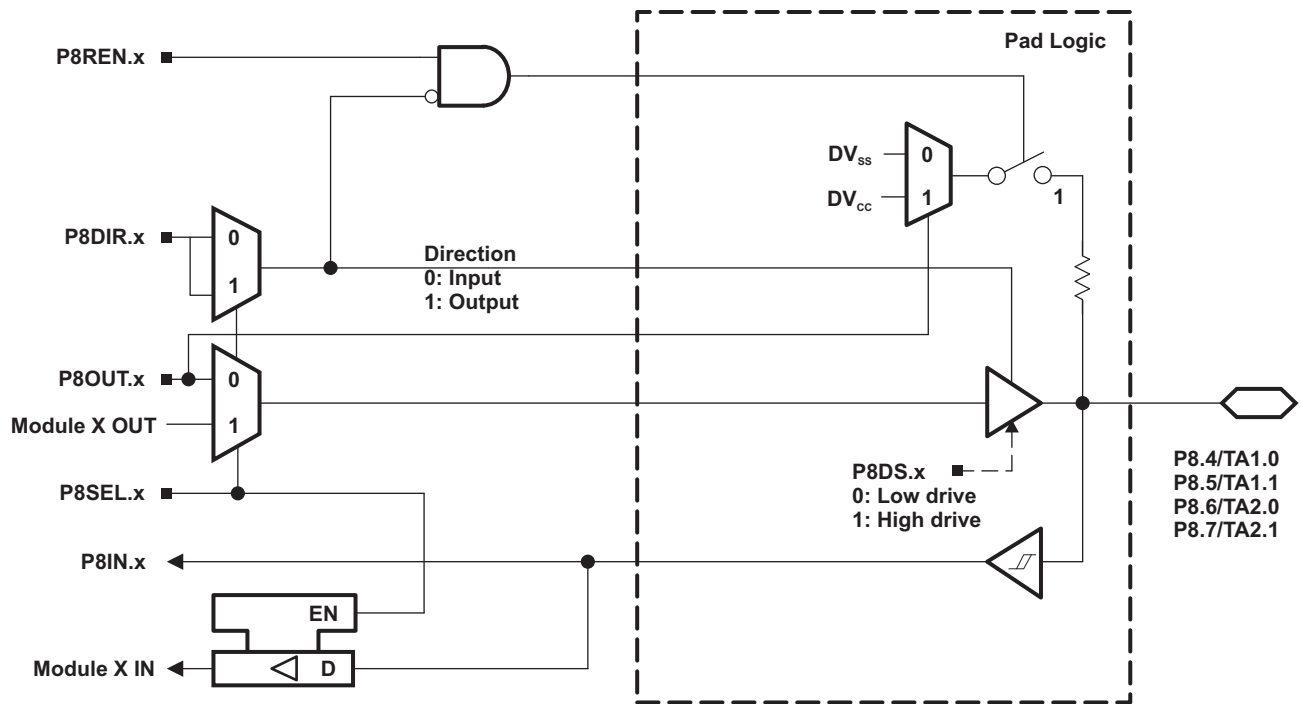 Pad Logic
P8REN.x
DVSS
0
DVCC
1
1
P8DIR.x
0
1
Direction
0: Input
1: Output
P8OUT.x
0
Module X OUT
1
P8DS.x
0: Low drive
1: High drive
P8.4/TA1.0
P8.5/TA1.1
P8.6/TA2.0
P8.7/TA2.1
P8SEL.x
P8IN.x
EN
Module X IN
D